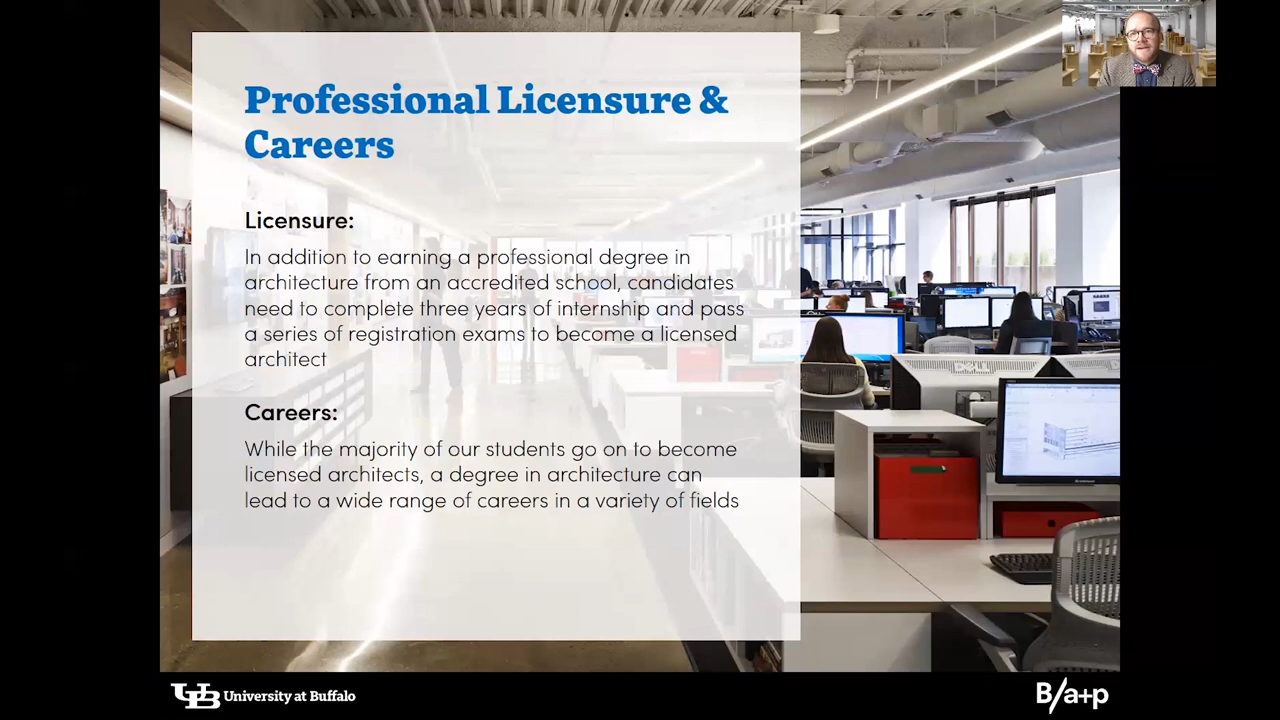 Professional Licensure &
Careers
Licensure:
In addition to earning a professional degree in
architecture from an accredited school, candidates
need to complete three years of internship and pass
a series of registration exams to become a licensed
architect
Careers:
While the majority of our students go on to become
licensed architects, a degree in architecture can
lead to a wide range of careers in a variety of fields
DELL
UB University at Buffalo
B/a+p